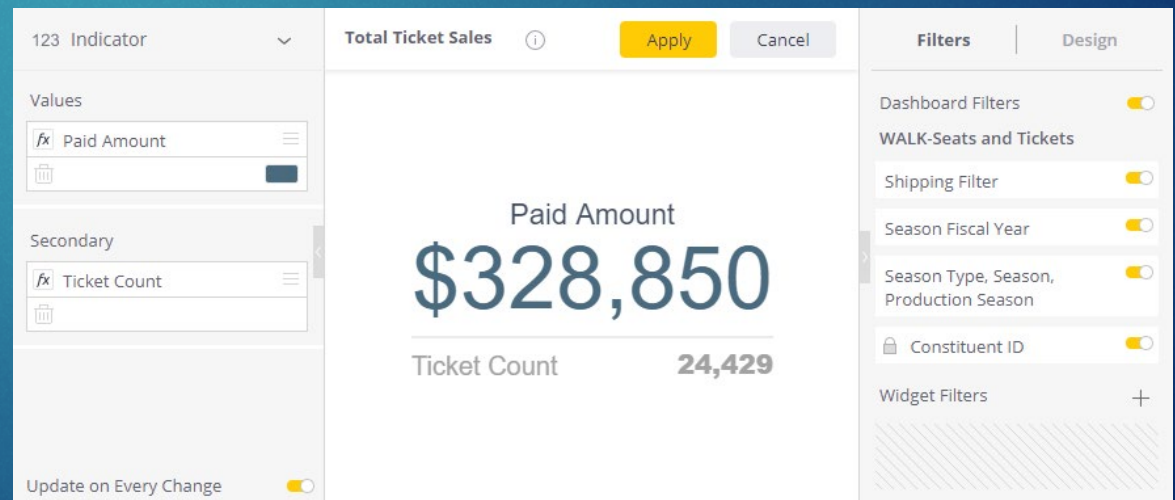 123 Indicator
Values
fx Paid Amount
Secondary
fx Ticket Count
Update on Every Change
Total Ticket Sales
Apply
Cancel
Paid Amount
$328,850
Ticket Count 24,429
Filters
Design
Dashboard Filters
WALK-Seats and Tickets
Shipping Filter
Season Fiscal Year
Season Type, Season,
Production Season
Constituent ID
Widget Filters